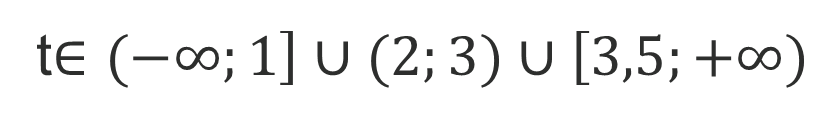 t∈ (−∞; 1] ∪ (2; 3) ∪ [3,5; +∞)